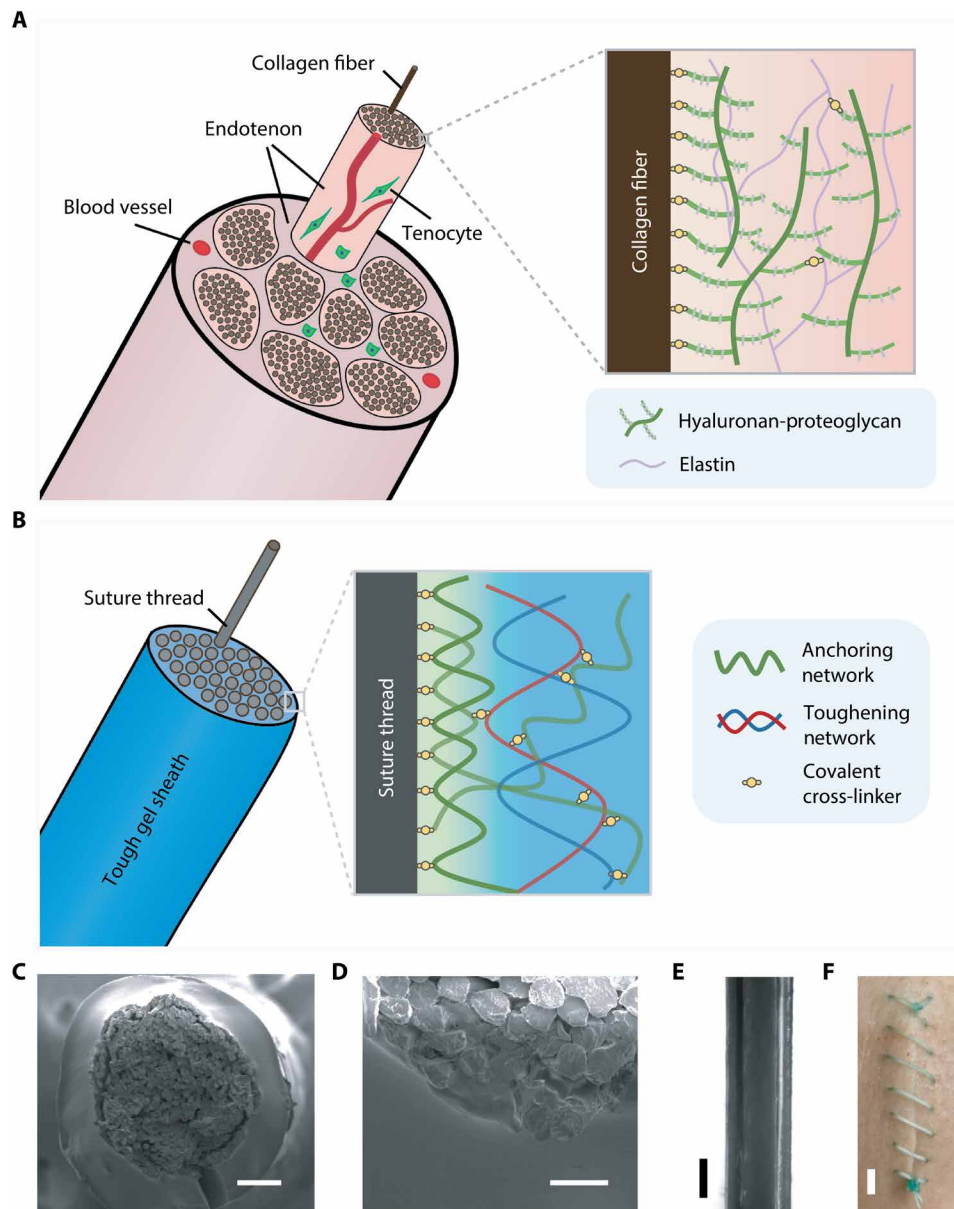 A
Collagen fiber
Endotenon
Blood vessel
Tenocyte
Collagen fiber
Hyaluronan-proteoglycan
Elastin
B
Suture thread
Tough gel sheath
Suture thread
Anchoring
network
Toughening
network
Covalent
cross-linker
C
D
E
F